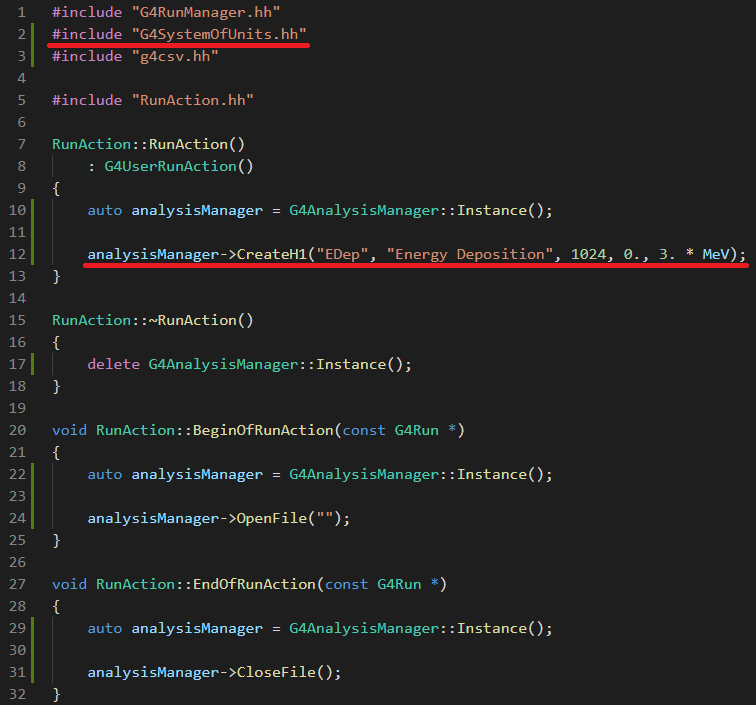 1 #include "G4RunManager.hh"
2 #include "G4SystemOfUnits.hh"
3 #include "g4csv.hh"
4
5 #include "RunAction.hh"
6
7 RunAction::RunAction()
8     : G4UserRunAction()
9 {
10     auto analysisManager = G4AnalysisManager::Instance();
11
12     analysisManager->CreateH1("EDep", "Energy Deposition", 1024, 0., 3. * MeV);
13 }
14
15 RunAction::~RunAction()
16 {
17     delete G4AnalysisManager::Instance();
18 }
19
20 void RunAction::BeginOfRunAction(const G4Run *)
21 {
22     auto analysisManager = G4AnalysisManager::Instance();
23
24     analysisManager->OpenFile("");
25 }
26
27 void RunAction::EndOfRunAction(const G4Run *)
28 {
29     auto analysisManager = G4AnalysisManager::Instance();
30
31     analysisManager->CloseFile();
32 }